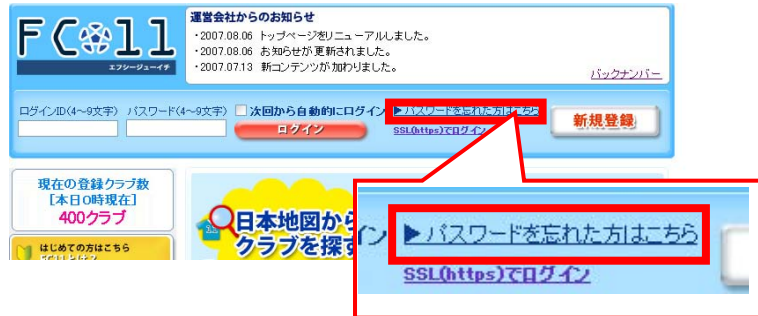 FC11
エフシージューイチ
運営会社からのお知らせ
・2007.08.06 トップページをリニューアルしました。
・2007.08.06 お知らせが更新されました。
・2007.07.13 新コンテンツが加わりました。
バックナンバー
ログインID(4～9文字) パスワード(4～9文字) 次回から自動的にログイン ▶パスワードを忘れた方はこちら
ログイン
SSL(https)でログイン
新規登録
現在の登録クラブ数
[本日0時現在]
400クラブ
はじめての方はこちら
FC11とは?
日本地図から
クラブを探す
イン ▶パスワードを忘れた方はこちら
SSL(https)でログイン